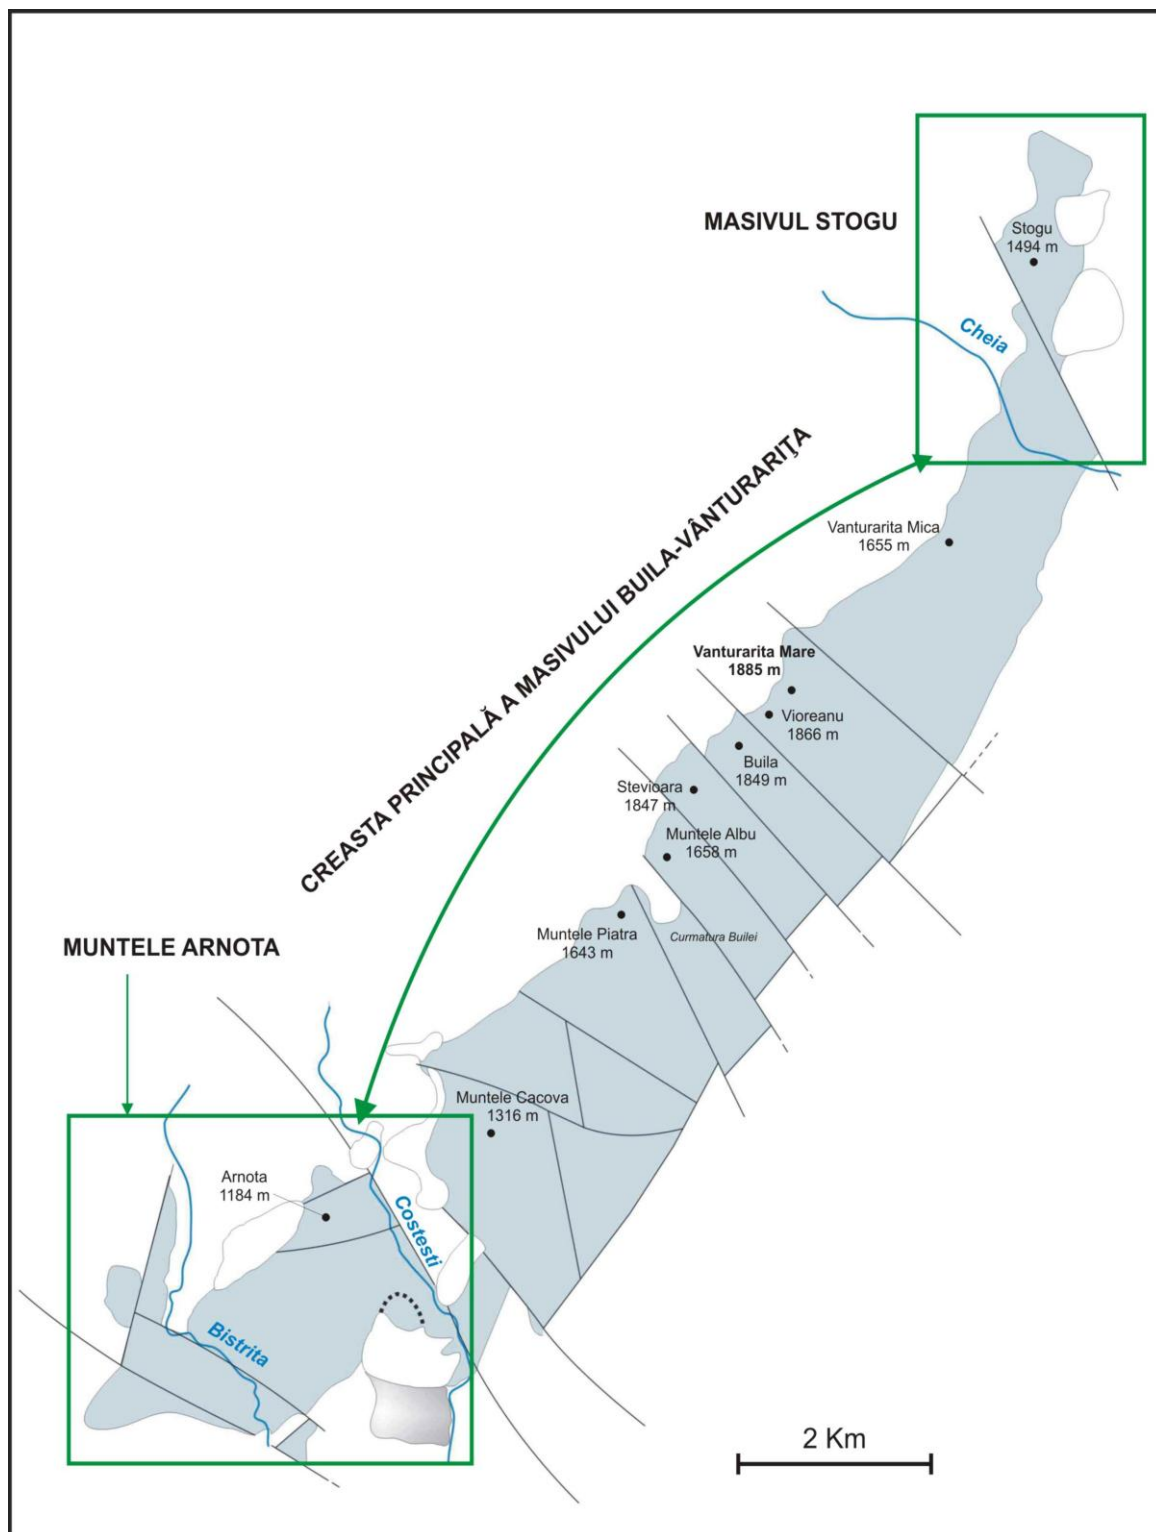 MASIVUL STOGU
Stogu
1494 m
Cheia
CREASTA PRINCIPALĂ A MASIVULUI BUILA-VÂNTURARIŢA
Vanturarita Mica
1655 m
Vanturarita Mare
1885 m
Vioreanu
1866 m
Buila
1849 m
Stevioara
1847 m
Muntele Albu
1658 m
Muntele Piatra
1643 m
Curmatura Builei
MUNTELE ARNOTA
Muntele Cacova
1316 m
Arnota
1184 m
Costesti
Bistrita
2 Km